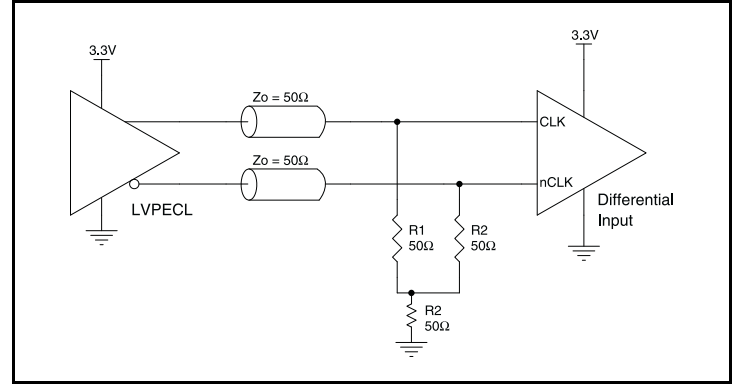 3.3V
3.3V
Zo = 50Ω
CLK
Zo = 50Ω
nCLK
LVPECL
Differential
Input
R1
50Ω
R2
50Ω
R2
50Ω